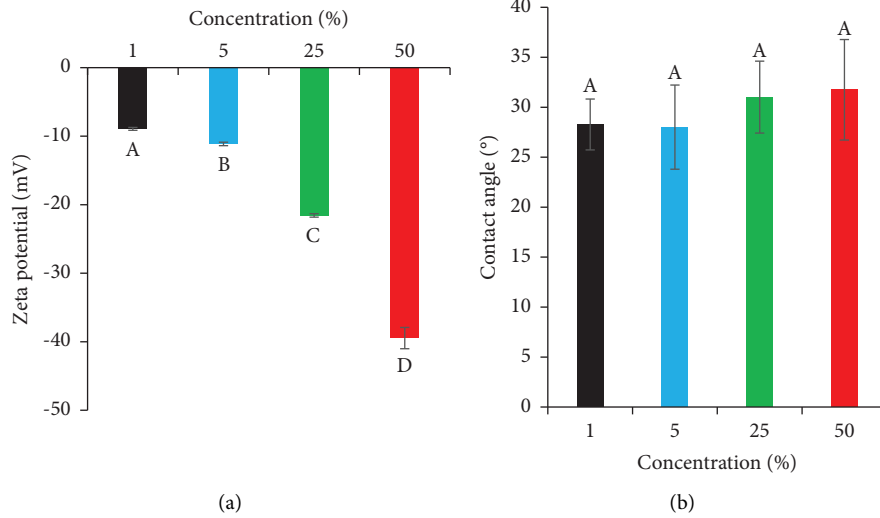 Concentration (%)
1 5 25 50
0
-10
-20
-30
-40
-50
Zeta potential (mV)
A
B
C
D
(a)
40
35
30
25
20
15
10
5
0
Contact angle (°)
A
A
A
A
1 5 25 50
Concentration (%)
(b)